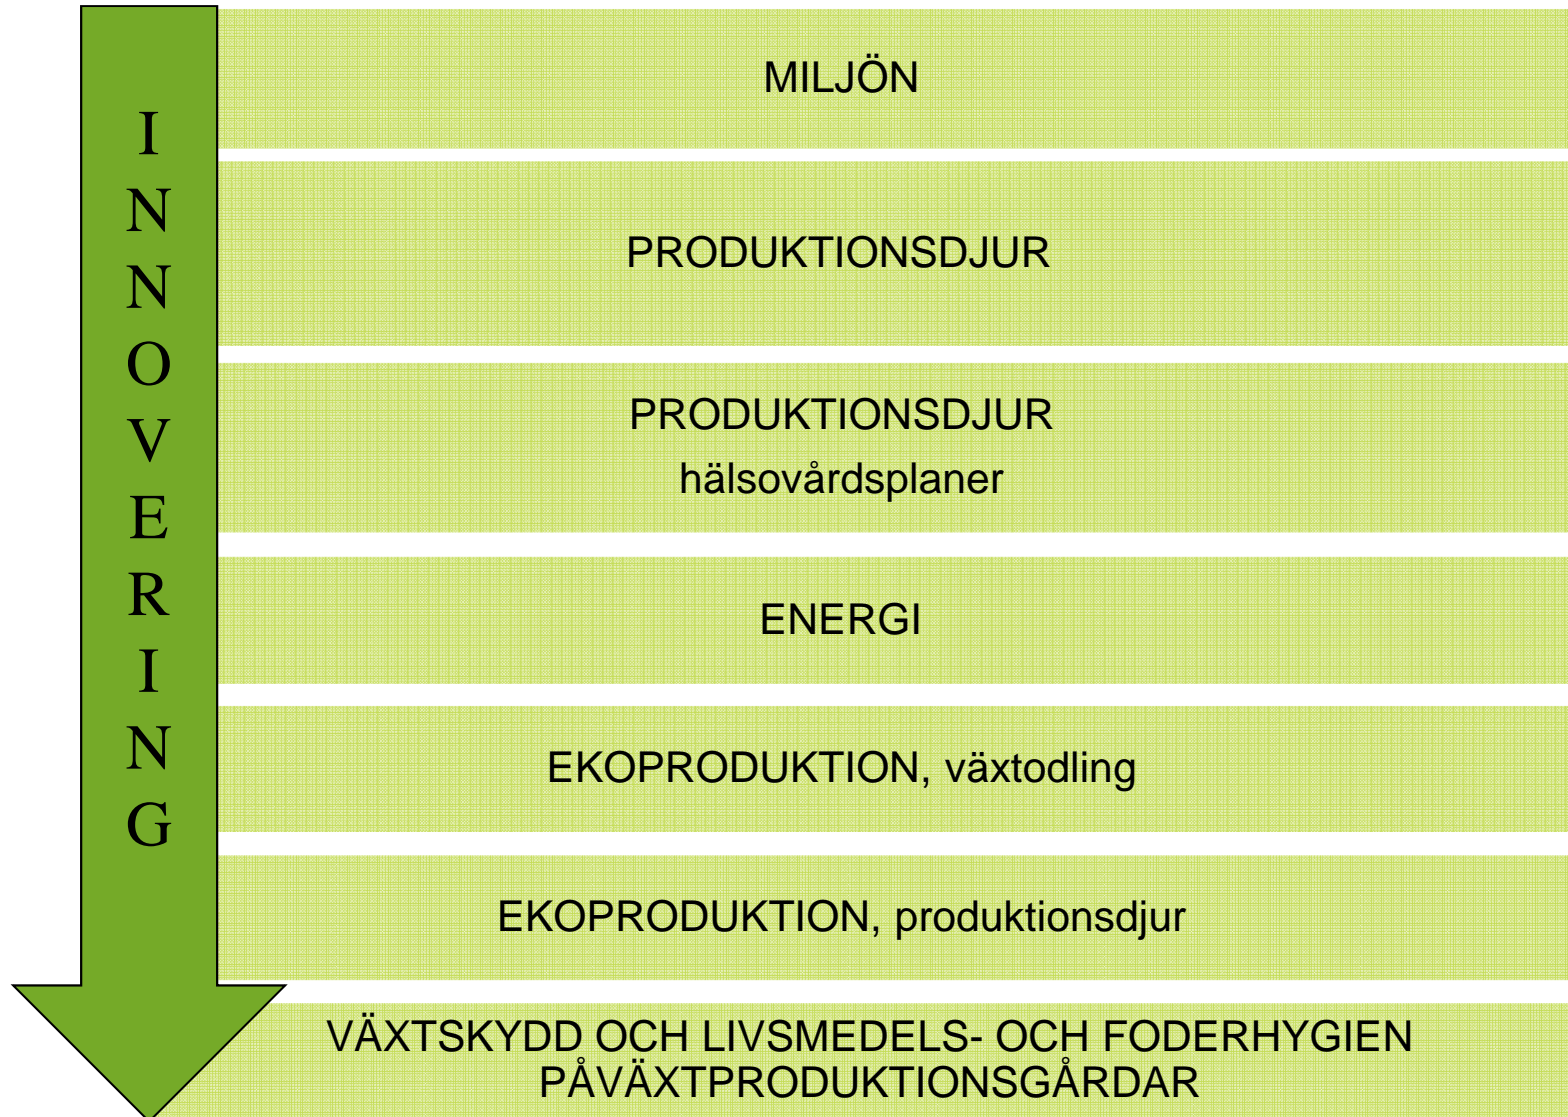 INNOVERING
MILJÖN
PRODUKTIONSDJUR
PRODUKTIONSDJUR
hälsovårdsplaner
ENERGI
EKOPRODUKTION, växtodling
EKOPRODUKTION, produktionsdjur
VÄXTSKYDD OCH LIVSMEDELS- OCH FODERHYGIEN
PÅVÄXTPRODUKTIONSGÅRDAR